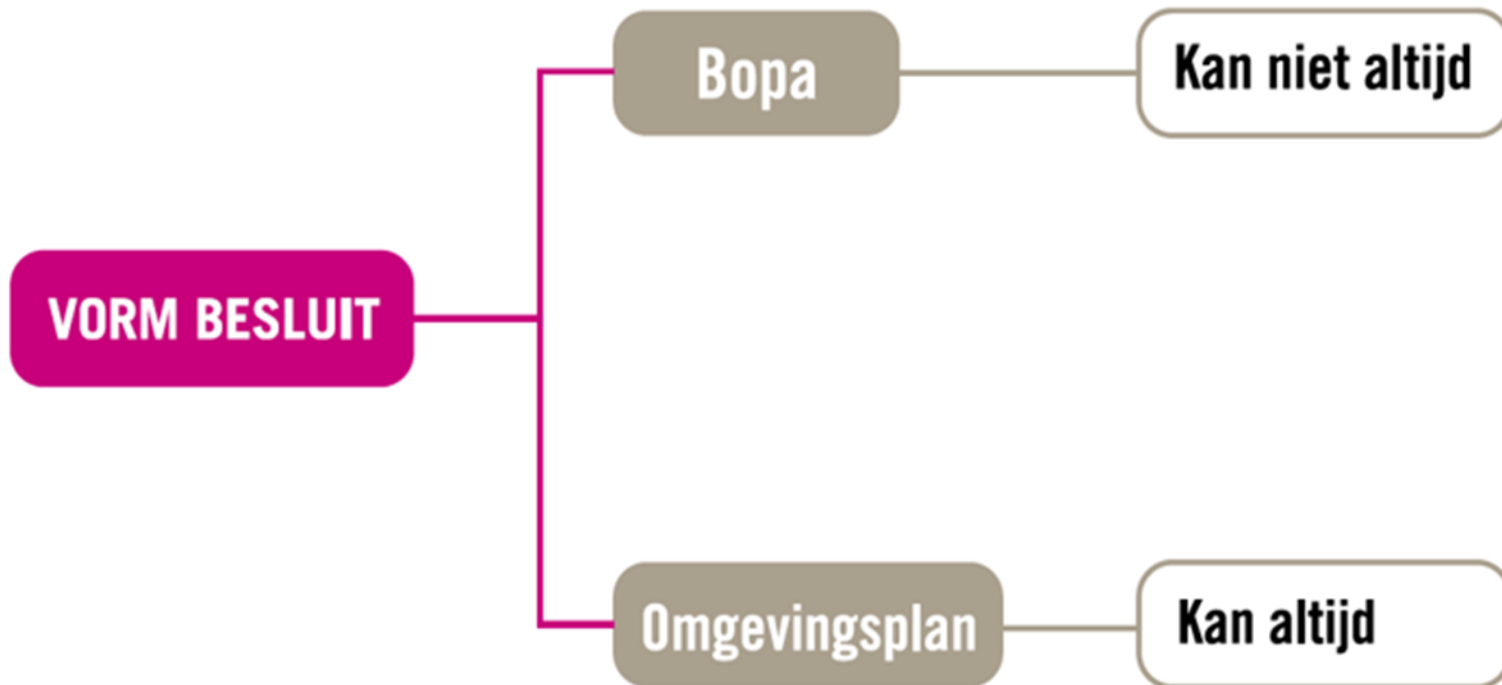 Bopa
Kan niet altijd
VORM BESLUIT
Omgevingsplan
Kan altijd